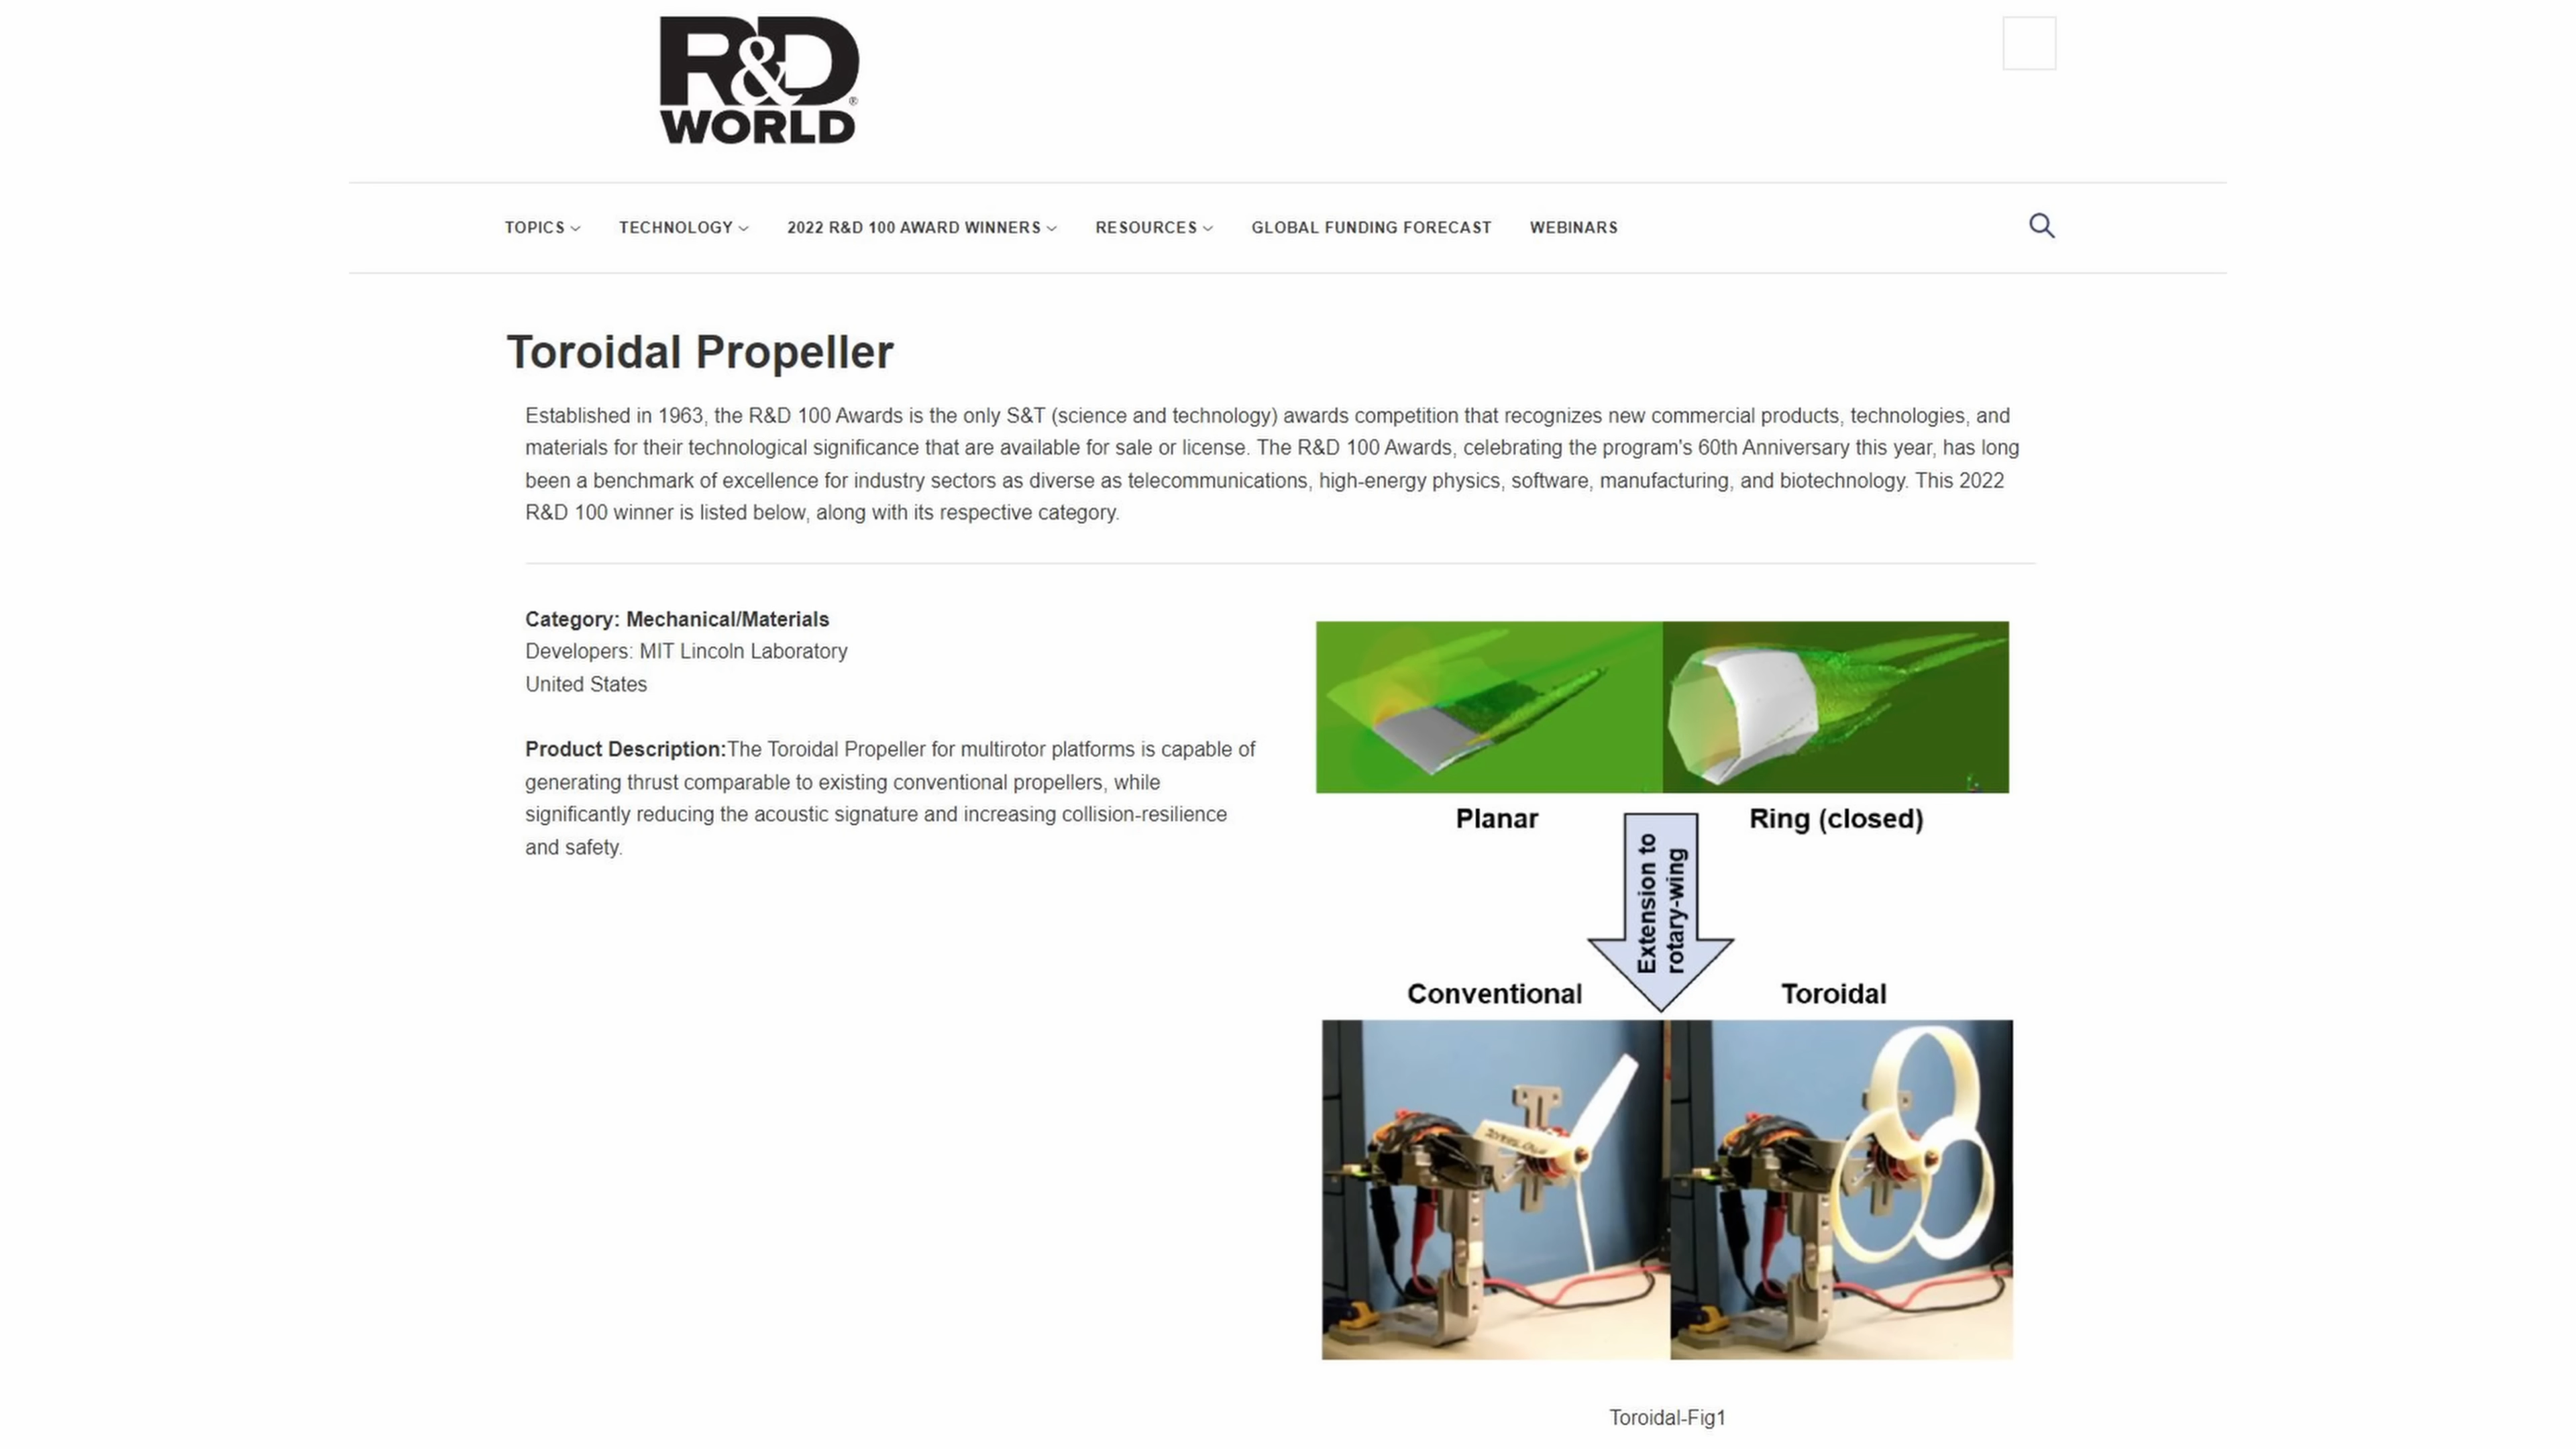 R&D
WORLD
TOPICS
TECHNOLOGY
2022 R&D 100 AWARD WINNERS
RESOURCES
GLOBAL FUNDING FORECAST
WEBINARS
Toroidal Propeller
Established in 1963, the R&D 100 Awards is the only S&T (science and technology) awards competition that recognizes new commercial products, technologies, and
materials for their technological significance that are available for sale or license. The R&D 100 Awards, celebrating the program's 60th Anniversary this year, has long
been a benchmark of excellence for industry sectors as diverse as telecommunications, high-energy physics, software, manufacturing, and biotechnology. This 2022
R&D 100 winner is listed below, along with its respective category.
Category: Mechanical/Materials
Developers: MIT Lincoln Laboratory
United States
Product Description:The Toroidal Propeller for multirotor platforms is capable of
generating thrust comparable to existing conventional propellers, while
significantly reducing the acoustic signature and increasing collision-resilience
and safety.
Planar
Ring (closed)
Extension to
rotary-wing
Conventional
Toroidal
Toroidal-Fig1